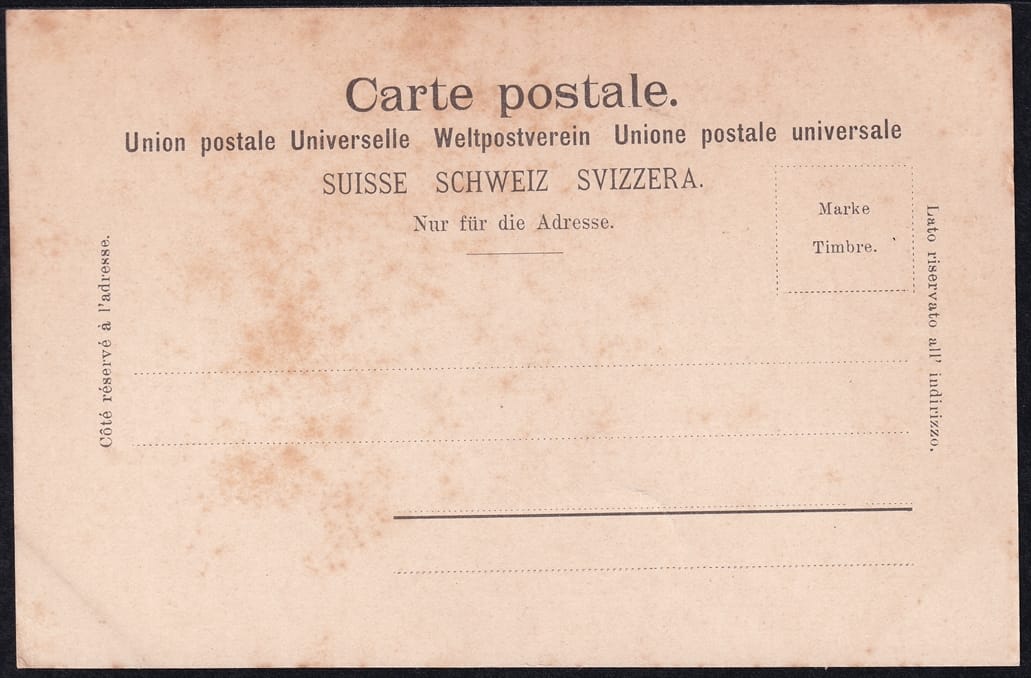 Carte postale.
Union postale Universelle Weltpostverein Unione postale universale
SUISSE SCHWEIZ SVIZZERA.
Nur für die Adresse.
Marke
Timbre.
Côté réservé à l'adresse.
Lato riservato all' indirizzo.